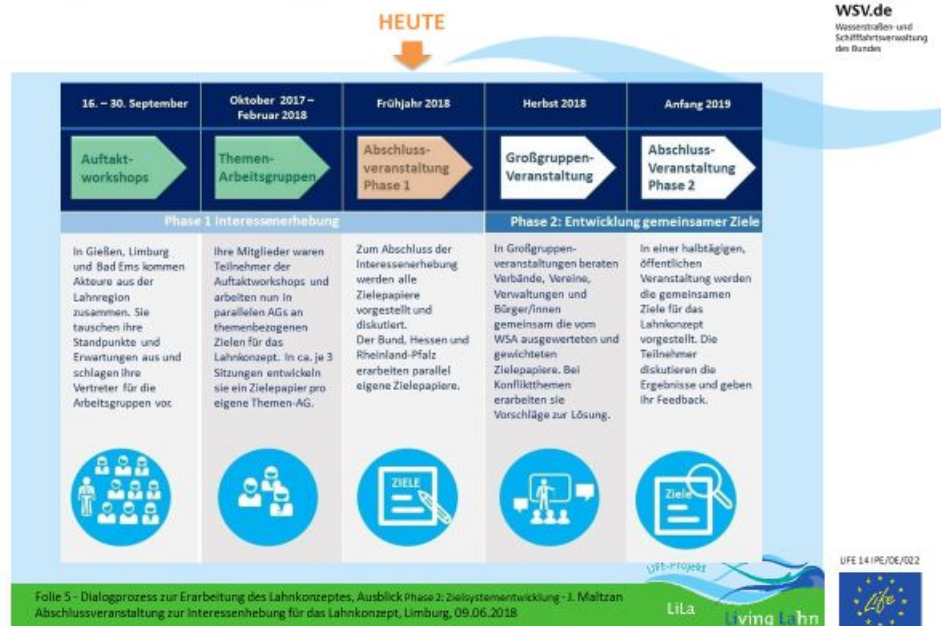 HEUTE
WSV.de
Wasserstraßen- und
Schifffahrtsverwaltung
des Bundes
16. – 30. September
Oktober 2017 –
Februar 2018
Frühjahr 2018
Herbst 2018
Anfang 2019
Auftakt-
workshops
Themen-
Arbeitsgruppen
Abschluss-
veranstaltung
Phase 1
Großgruppen-
Veranstaltung
Abschluss-
Veranstaltung
Phase 2
Phase 1 Interessenerhebung
Phase 2: Entwicklung gemeinsamer Ziele
In Gießen, Limburg
und Bad Ems kommen
Akteure aus der
Lahnregion
zusammen. Sie
tauschen ihre
Standpunkte und
Erwartungen aus und
schlagen ihre
Vertreter für die
Arbeitsgruppen vor.
Ihre Mitglieder waren
Teilnehmer der
Auftaktworkshops und
arbeiten nun in
parallelen AGs an
themenbezogenen
Zielen für das
Lahnkonzept. In ca. je 3
Sitzungen entwickeln
sie ein Zielepapier pro
eigene Themen-AG.
Zum Abschluss der
Interessenerhebung
werden alle
Zielepapiere
vorgestellt und
diskutiert.
Der Bund, Hessen und
Rheinland-Pfalz
erarbeiten parallel
eigene Zielepapiere.
In Großgruppen-
veranstaltungen beraten
Verbände, Vereine,
Verwaltungen und
Bürger/innen
gemeinsam die vom
WSA ausgewerteten und
gewichteten
Zielepapiere. Bei
Konfliktthemen
erarbeiten sie
Vorschläge zur Lösung.
In einer halbtägigen,
öffentlichen
Veranstaltung werden
die gemeinsamen
Ziele für das
Lahnkonzept
vorgestellt. Die
Teilnehmer
diskutieren die
Ergebnisse und geben
ihr Feedback.
ZIELE
Ziele
Folie 5 - Dialogprozess zur Erarbeitung des Lahnkonzeptes, Ausblick Phase 2: Zielsystementwicklung - J. Maltzan
Abschlussveranstaltung zur Interessenhebung für das Lahnkonzept, Limburg, 09.06.2018
LiLa
Living Lahn
LIFE 14 IPE/DE/022
Life